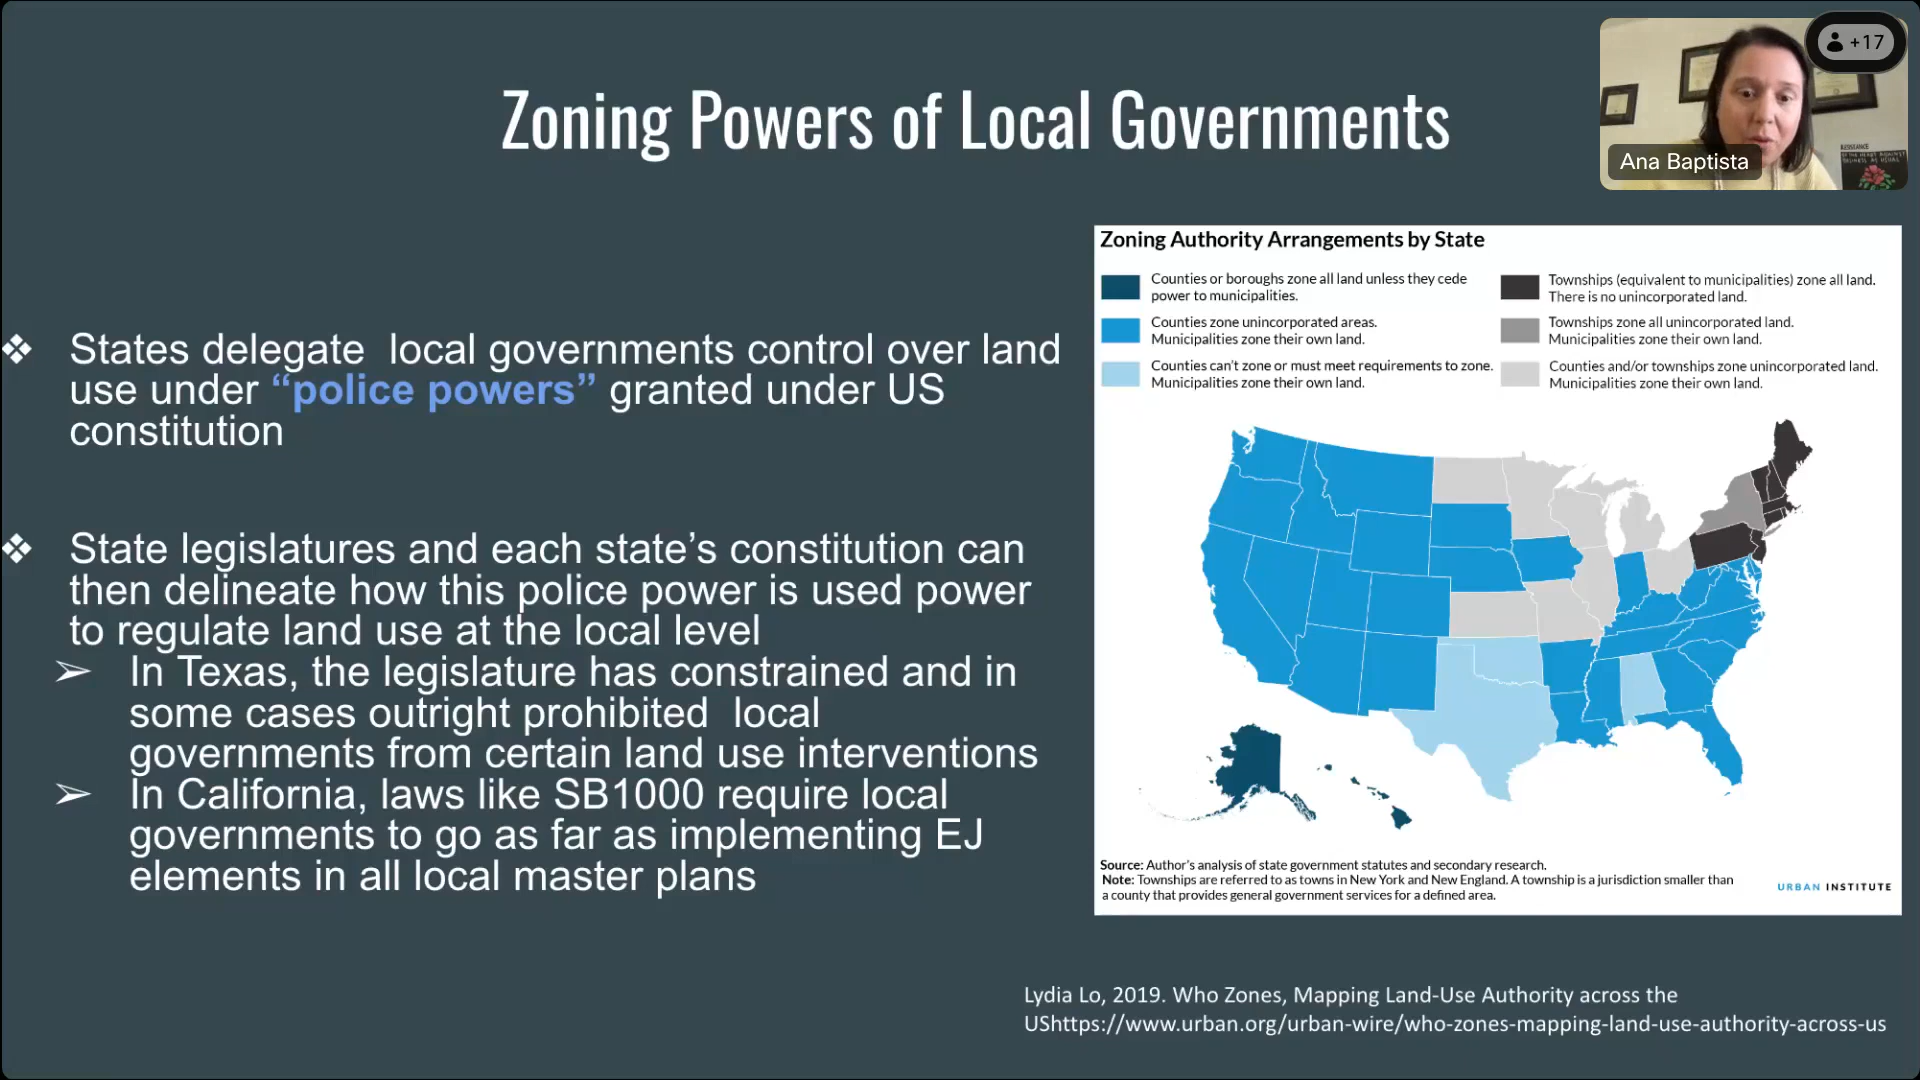 +17
Ana Baptista
Zoning Powers of Local Governments
States delegate  local governments control over land
use under “police powers” granted under US
constitution
State legislatures and each state’s constitution can
then delineate how this police power is used power
to regulate land use at the local level
In Texas, the legislature has constrained and in
some cases outright prohibited  local
governments from certain land use interventions
In California, laws like SB1000 require local
governments to go as far as implementing EJ
elements in all local master plans
Zoning Authority Arrangements by State
Counties or boroughs zone all land unless they cede
power to municipalities.
Counties zone unincorporated areas.
Municipalities zone their own land.
Counties can’t zone or must meet requirements to zone.
Municipalities zone their own land.
Townships (equivalent to municipalities) zone all land.
There is no unincorporated land.
Townships zone all unincorporated land.
Municipalities zone their own land.
Counties and/or townships zone unincorporated land.
Municipalities zone their own land.
Source: Author’s analysis of state government statutes and secondary research.
Note: Townships are referred to as towns in New York and New England. A township is a jurisdiction smaller than
a county that provides general government services for a defined area.
URBAN INSTITUTE
Lydia Lo, 2019. Who Zones, Mapping Land-Use Authority across the
UShttps://www.urban.org/urban-wire/who-zones-mapping-land-use-authority-across-us